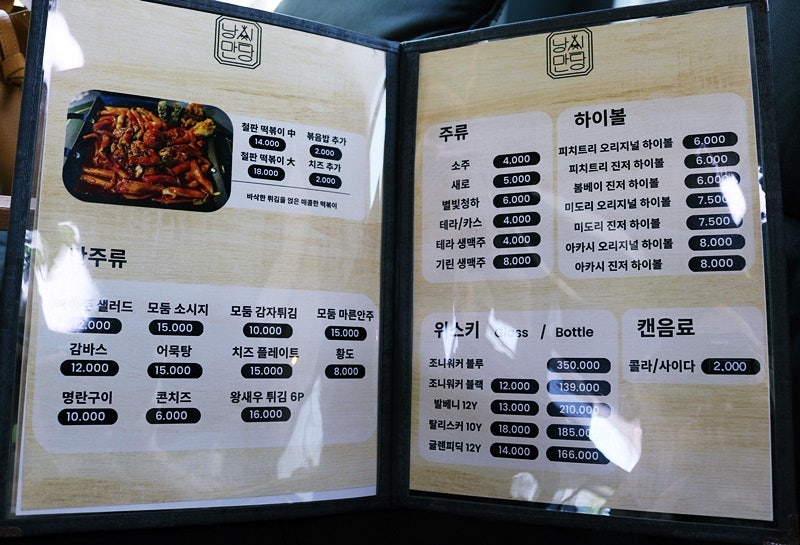 낭만
식당
철판 떡볶이 中 볶음밥 추가
14.000 2.000
철판 떡볶이 大 치즈 추가
18.000 2.000
바삭한 튀김을 얹은 매콤한 떡볶이
주류
샐러드 모둠 소시지 모둠 감자튀김 모둠 마른안주
12.000 15.000 10.000 15.000
감바스 어묵탕 치즈 플레이트 황도
12.000 15.000 15.000 8.000
명란구이 콘치즈 왕새우 튀김 6P
10.000 6.000 16.000
주류
소주 4.000
새로 5.000
별빛청하 6.000
테라/카스 4.000
테라 생맥주 4.000
기린 생맥주 8.000
하이볼
피치트리 오리지널 하이볼 6.000
피치트리 진저 하이볼 6.000
봄베이 진저 하이볼 6.000
미도리 오리지널 하이볼 7.500
미도리 진저 하이볼 7.500
아카시 오리지널 하이볼 8.000
아카시 진저 하이볼 8.000
위스키 Glass / Bottle
조니워커 블루 350.000
조니워커 블랙 12.000 139.000
발베니 12Y 13.000 210.000
탈리스커 10Y 18.000 185.000
글렌피딕 12Y 14.000 166.000
캔음료
콜라/사이다 2.000